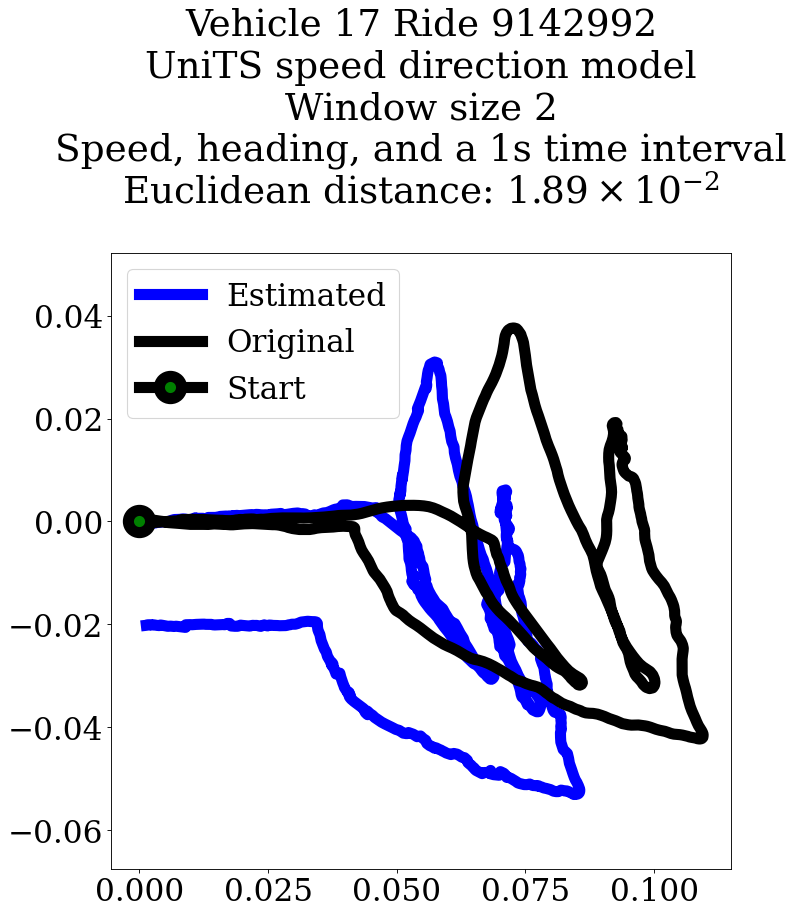 Vehicle 17 Ride 9142992
UniTS speed direction model
Window size 2
Speed, heading, and a 1s time interval
Euclidean distance: 1.89 × 10⁻²
Estimated
Original
Start
0.04
0.02
0.00
−0.02
−0.04
−0.06
0.000 0.025 0.050 0.075 0.100